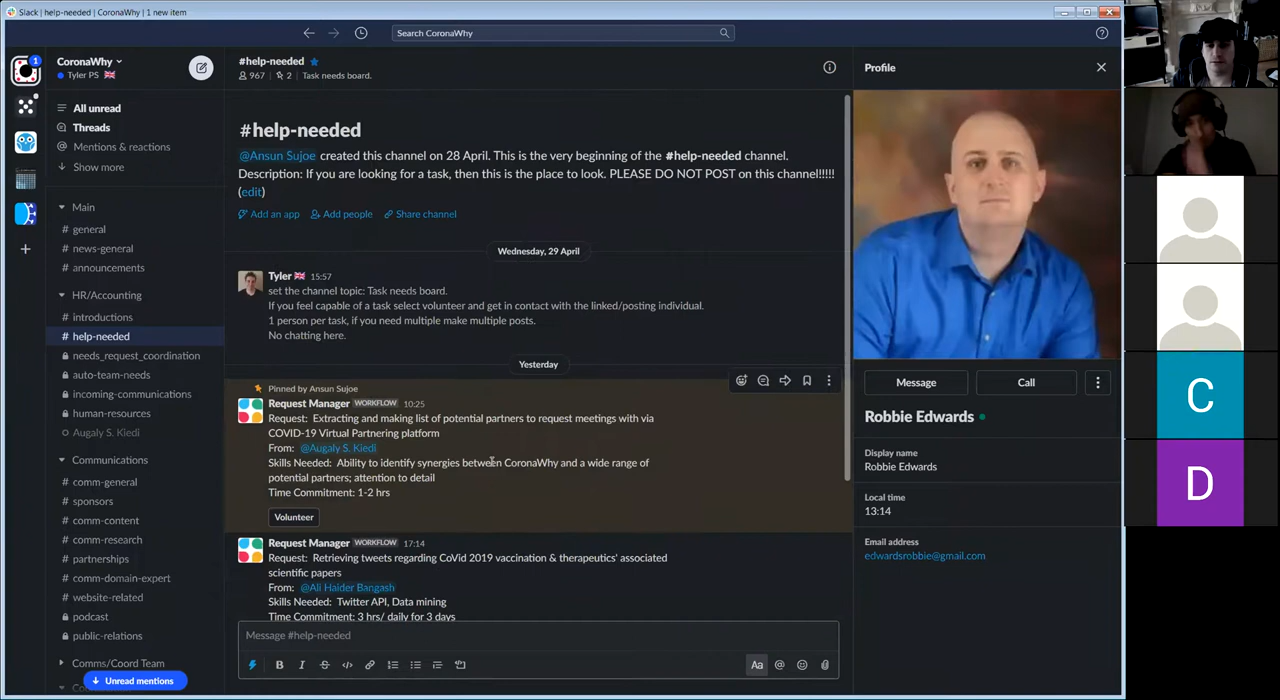 Slack | help-needed | CoronaWhy | 1 new item
Search CoronaWhy
1
CoronaWhy
Tyler PS
All unread
Threads
Mentions & reactions
Show more
Main
# general
# news-general
# announcements
HR/Accounting
# introductions
# help-needed
needs_request_coordination
auto-team-needs
incoming-communications
human-resources
Augaly S. Kiedi
Communications
# comm-general
# sponsors
# comm-content
# comm-research
# partnerships
# comm-domain-expert
# website-related
podcast
public-relations
Comms/Coord Team
Unread mentions
#help-needed
967 2 Task needs board.
#help-needed
@Ansun Sujoe created this channel on 28 April. This is the very beginning of the #help-needed channel.
Description: If you are looking for a task, then this is the place to look. PLEASE DO NOT POST on this channel!!!!!
(edit)
Add an app Add people Share channel
Wednesday, 29 April
Tyler 15:57
set the channel topic: Task needs board.
If you feel capable of a task select volunteer and get in contact with the linked/posting individual.
1 person per task, if you need multiple make multiple posts.
No chatting here.
Yesterday
Pinned by Ansun Sujoe
Request Manager WORKFLOW 10:25
Request: Extracting and making list of potential partners to request meetings with via
COVID-19 Virtual Partnering platform
From: @Augaly S. Kiedi
Skills Needed: Ability to identify synergies between CoronaWhy and a wide range of
potential partners; attention to detail
Time Commitment: 1-2 hrs
Volunteer
Request Manager WORKFLOW 17:14
Request: Retrieving tweets regarding CoVid 2019 vaccination & therapeutics' associated
scientific papers
From: @Ali Haider Bangash
Skills Needed: Twitter API, Data mining
Time Commitment: 3 hrs/ daily for 3 days
Message #help-needed
B I S </> Aa @
Profile
Message Call
Robbie Edwards
Display name
Robbie Edwards
Local time
13:14
Email address
edwardsrobbie@gmail.com
C
D